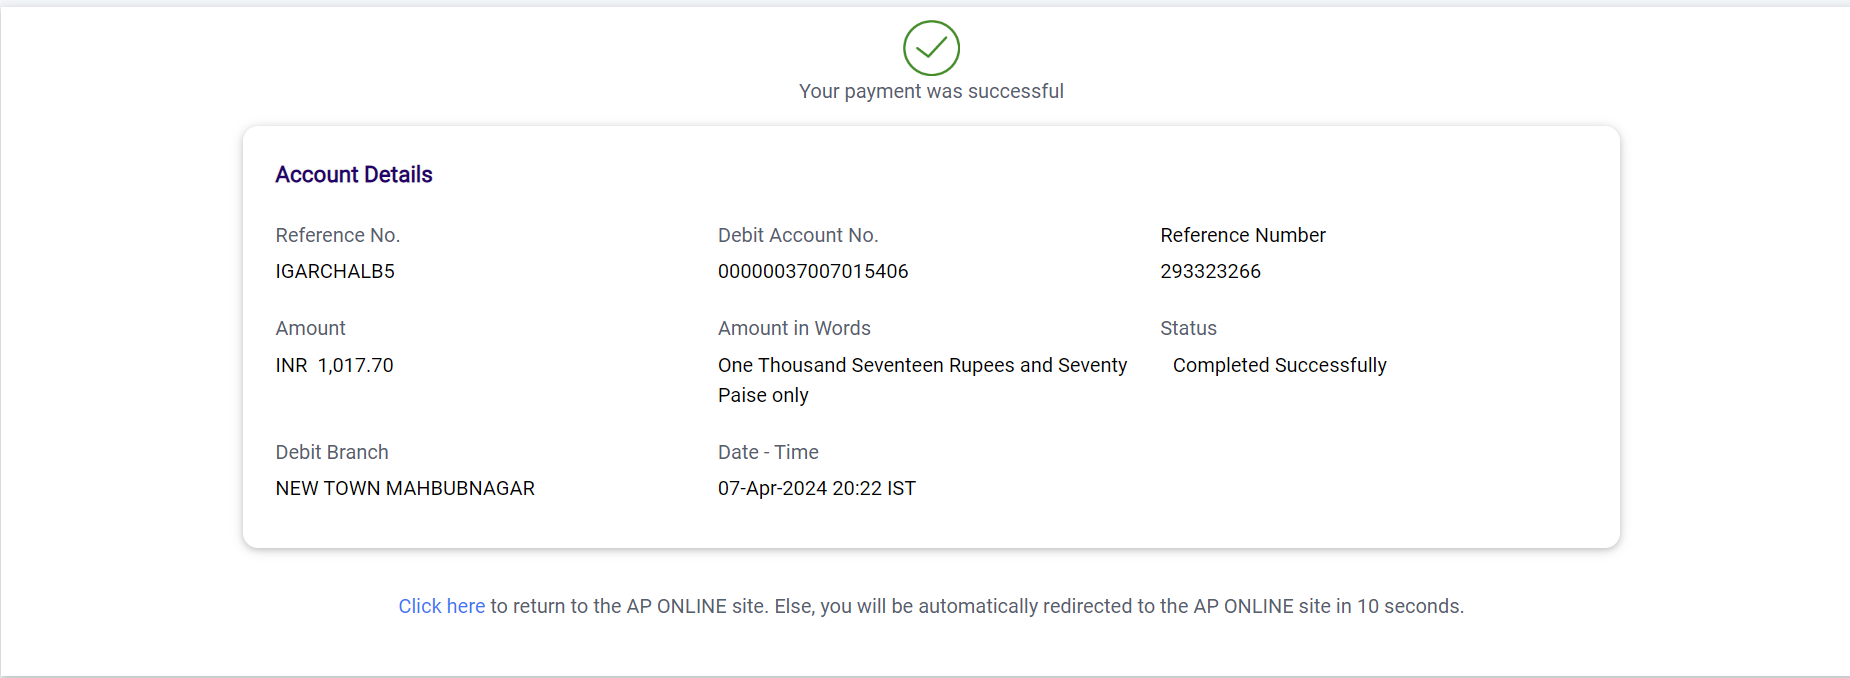 Your payment was successful
Account Details
Reference No.
IGARCHALB5
Debit Account No.
00000037007015406
Reference Number
293323266
Amount
INR 1,017.70
Amount in Words
One Thousand Seventeen Rupees and Seventy
Paise only
Status
Completed Successfully
Debit Branch
NEW TOWN MAHBUBNAGAR
Date - Time
07-Apr-2024 20:22 IST
Click here to return to the AP ONLINE site. Else, you will be automatically redirected to the AP ONLINE site in 10 seconds.